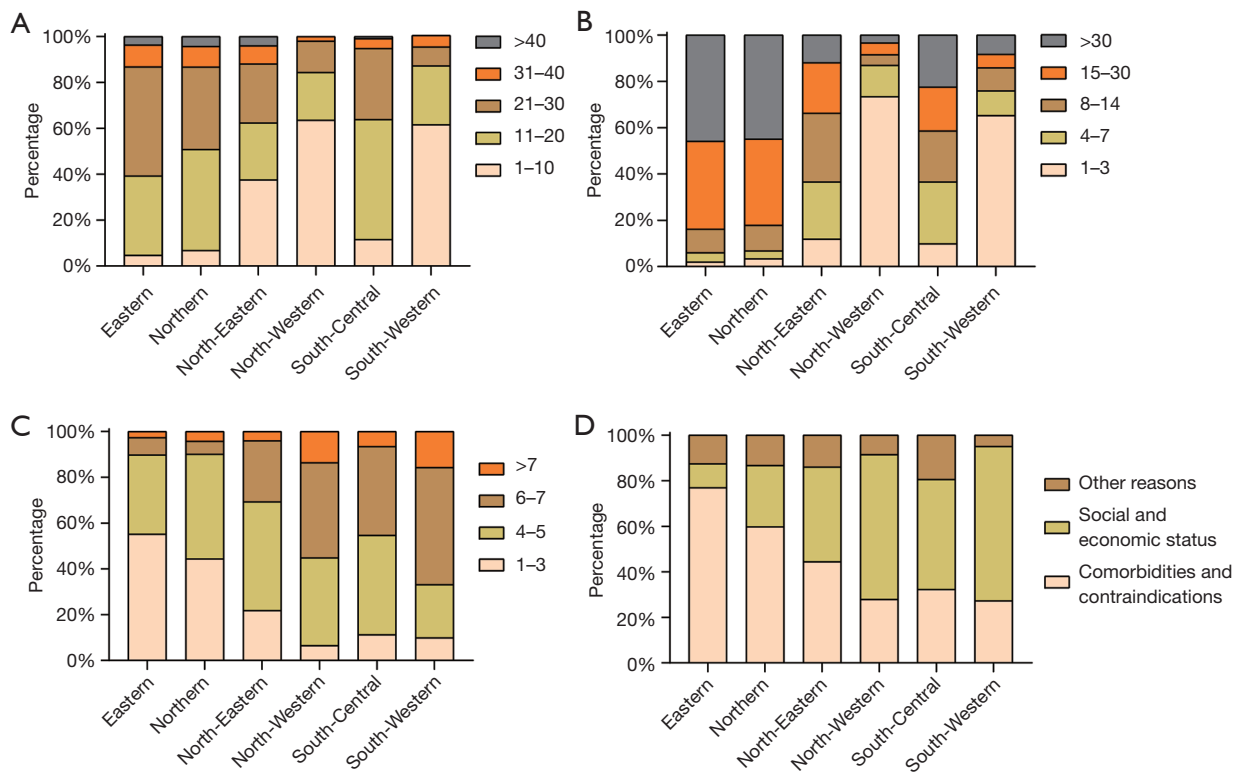 A
Percentage
100%
80%
60%
40%
20%
0%
Eastern
Northern
North-Eastern
North-Western
South-Central
South-Western
>40
31–40
21–30
11–20
1–10
B
Percentage
100%
80%
60%
40%
20%
0%
Eastern
Northern
North-Eastern
North-Western
South-Central
South-Western
>30
15–30
8–14
4–7
1–3
C
Percentage
100%
80%
60%
40%
20%
0%
Eastern
Northern
North-Eastern
North-Western
South-Central
South-Western
>7
6–7
4–5
1–3
D
Percentage
100%
80%
60%
40%
20%
0%
Eastern
Northern
North-Eastern
North-Western
South-Central
South-Western
Other reasons
Social and
economic status
Comorbidities and
contraindications